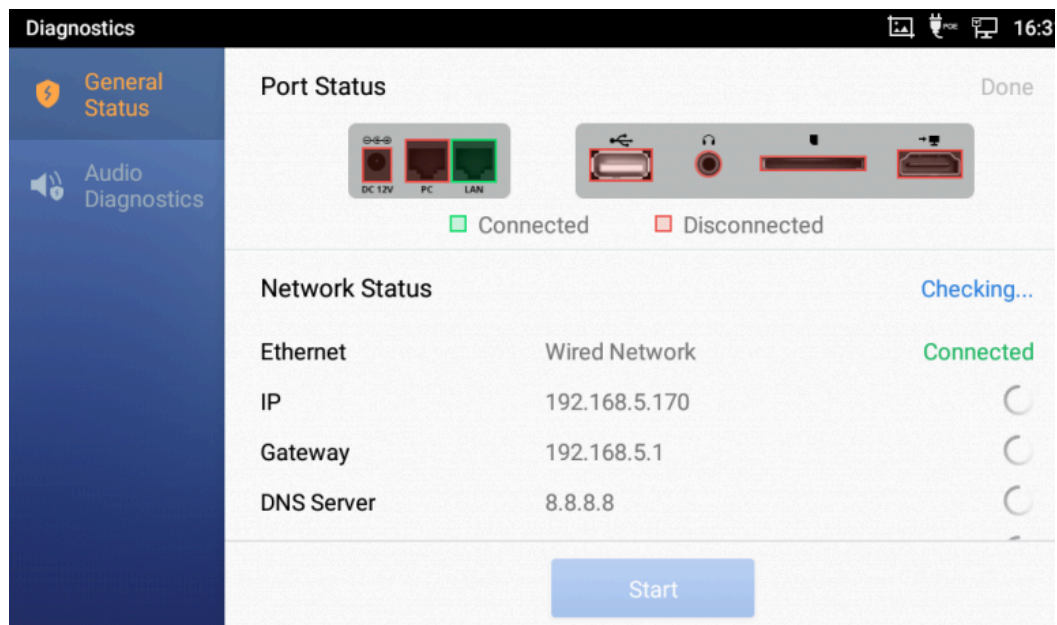 Diagnostics
POE
16:3
General
Status
Audio
Diagnostics
Port Status
Done
DC 12V
PC
LAN
Connected
Disconnected
Network Status
Checking...
Ethernet
Wired Network
Connected
IP
192.168.5.170
Gateway
192.168.5.1
DNS Server
8.8.8.8
Start